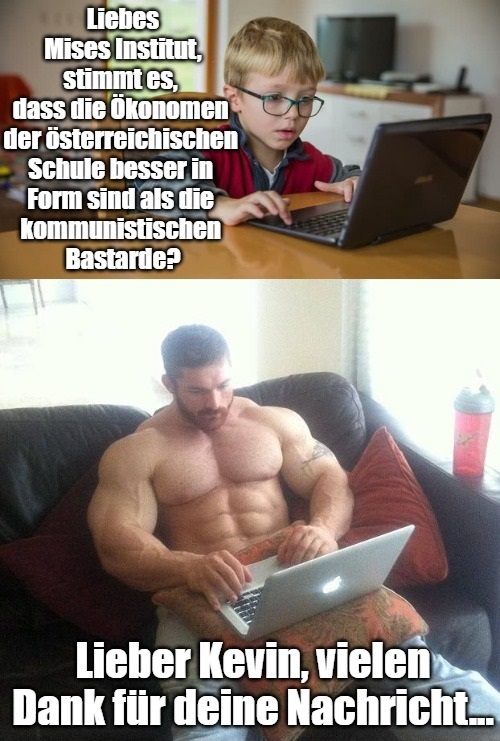 Liebes
Mises Institut,
stimmt es,
dass die Ökonomen
der österreichischen
Schule besser in
Form sind als die
kommunistischen
Bastarde?
Lieber Kevin, vielen
Dank für deine Nachricht...